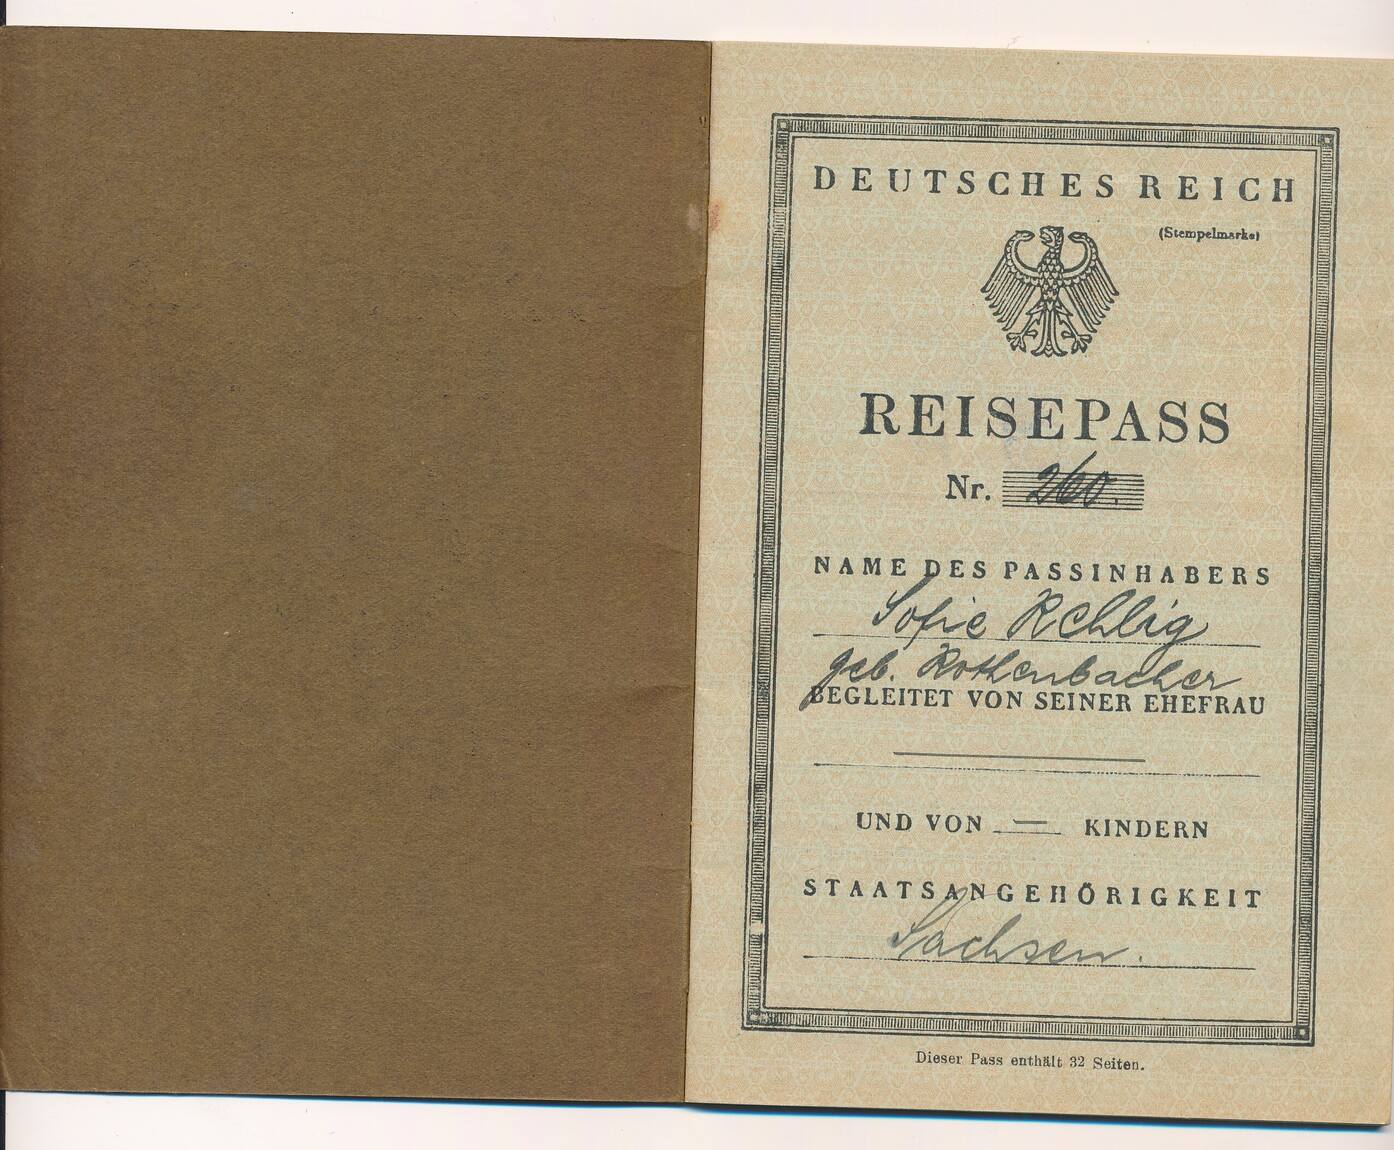 DEUTSCHES REICH
(Stempelmarke)
REISEPASS
Nr. 260.
NAME DES PASSINHABERS
Sofie Rehlig
geb. Rothenbacher
BEGLEITET VON SEINER EHEFRAU
UND VON — KINDERN
STAATSANGEHÖRIGKEIT
Sachsen.
Dieser Pass enthält 32 Seiten.